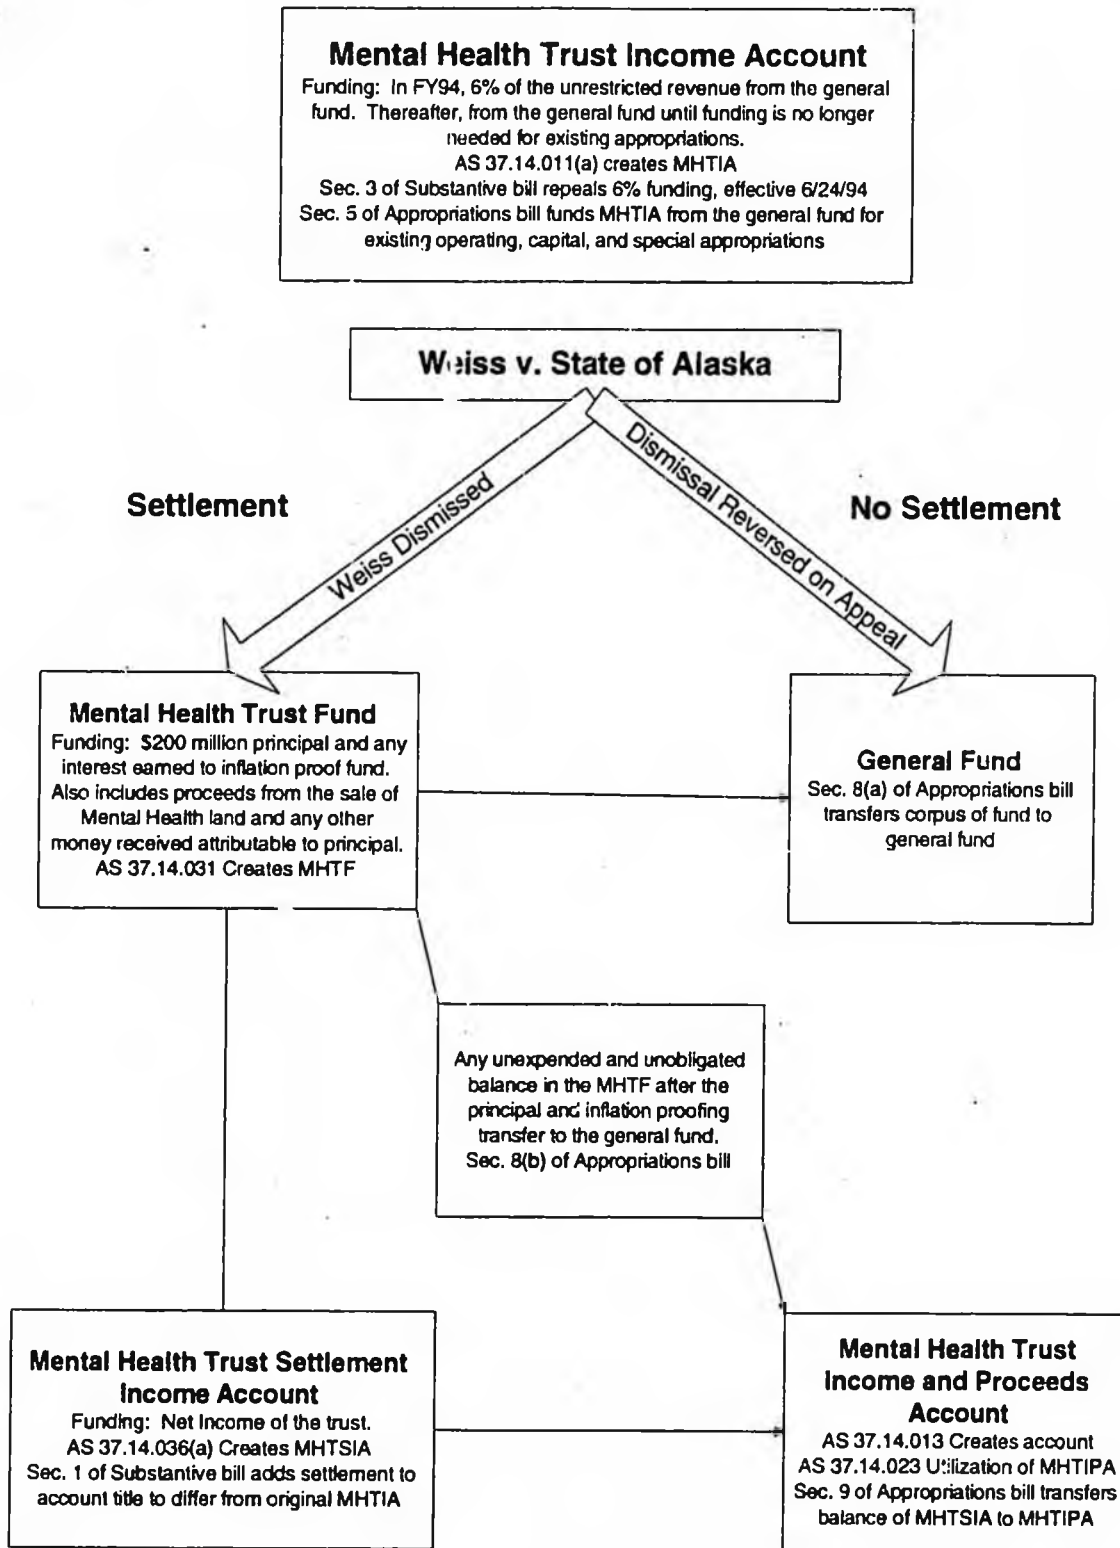 Mental Health Trust Income Account
Funding: In FY94, 6% of the unrestricted revenue from the general
fund. Thereafter, from the general fund until funding is no longer
needed for existing appropriations.
AS 37.14.011(a) creates MHTIA
Sec. 3 of Substantive bill repeals 6% funding, effective 6/24/94
Sec. 5 of Appropriations bill funds MHTIA from the general fund for
existing operating, capital, and special appropriations
Weiss v. State of Alaska
Settlement
Weiss Dismissed
Dismissal Reversed on Appeal
No Settlement
Mental Health Trust Fund
Funding: $200 million principal and any
interest earned to inflation proof fund.
Also includes proceeds from the sale of
Mental Health land and any other
money received attributable to principal.
AS 37.14.031 Creates MHTF
General Fund
Sec. 8(a) of Appropriations bill
transfers corpus of fund to
general fund
Any unexpended and unobligated
balance in the MHTF after the
principal and inflation proofing
transfer to the general fund.
Sec. 8(b) of Appropriations bill
Mental Health Trust Settlement
Income Account
Funding: Net Income of the trust.
AS 37.14.036(a) Creates MHTSIA
Sec. 1 of Substantive bill adds settlement to
account title to differ from original MHTIA
Mental Health Trust
Income and Proceeds
Account
AS 37.14.013 Creates account
AS 37.14.023 Utilization of MHTIPA
Sec. 9 of Appropriations bill transfers
balance of MHTSIA to MHTIPA